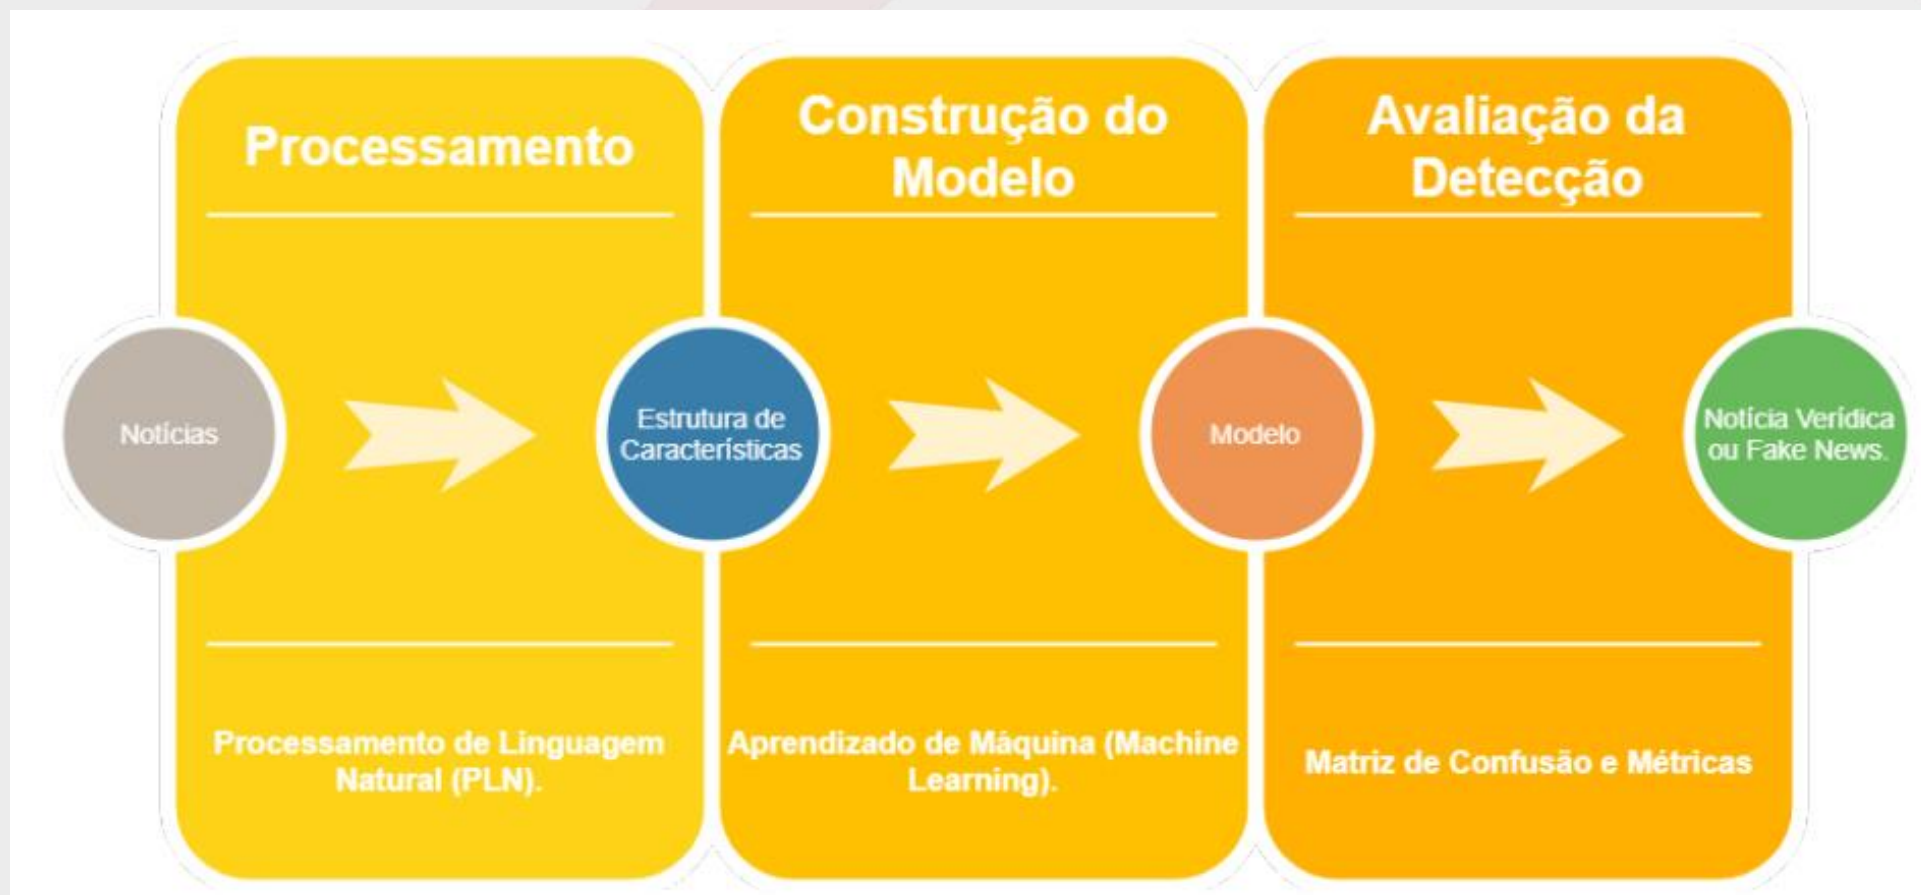 Processamento
Construção do
Modelo
Avaliação da
Detecção
Notícias
Estrutura de
Características
Modelo
Notícia Verídica
ou Fake News.
Processamento de Linguagem
Natural (PLN).
Aprendizado de Máquina (Machine
Learning).
Matriz de Confusão e Métricas